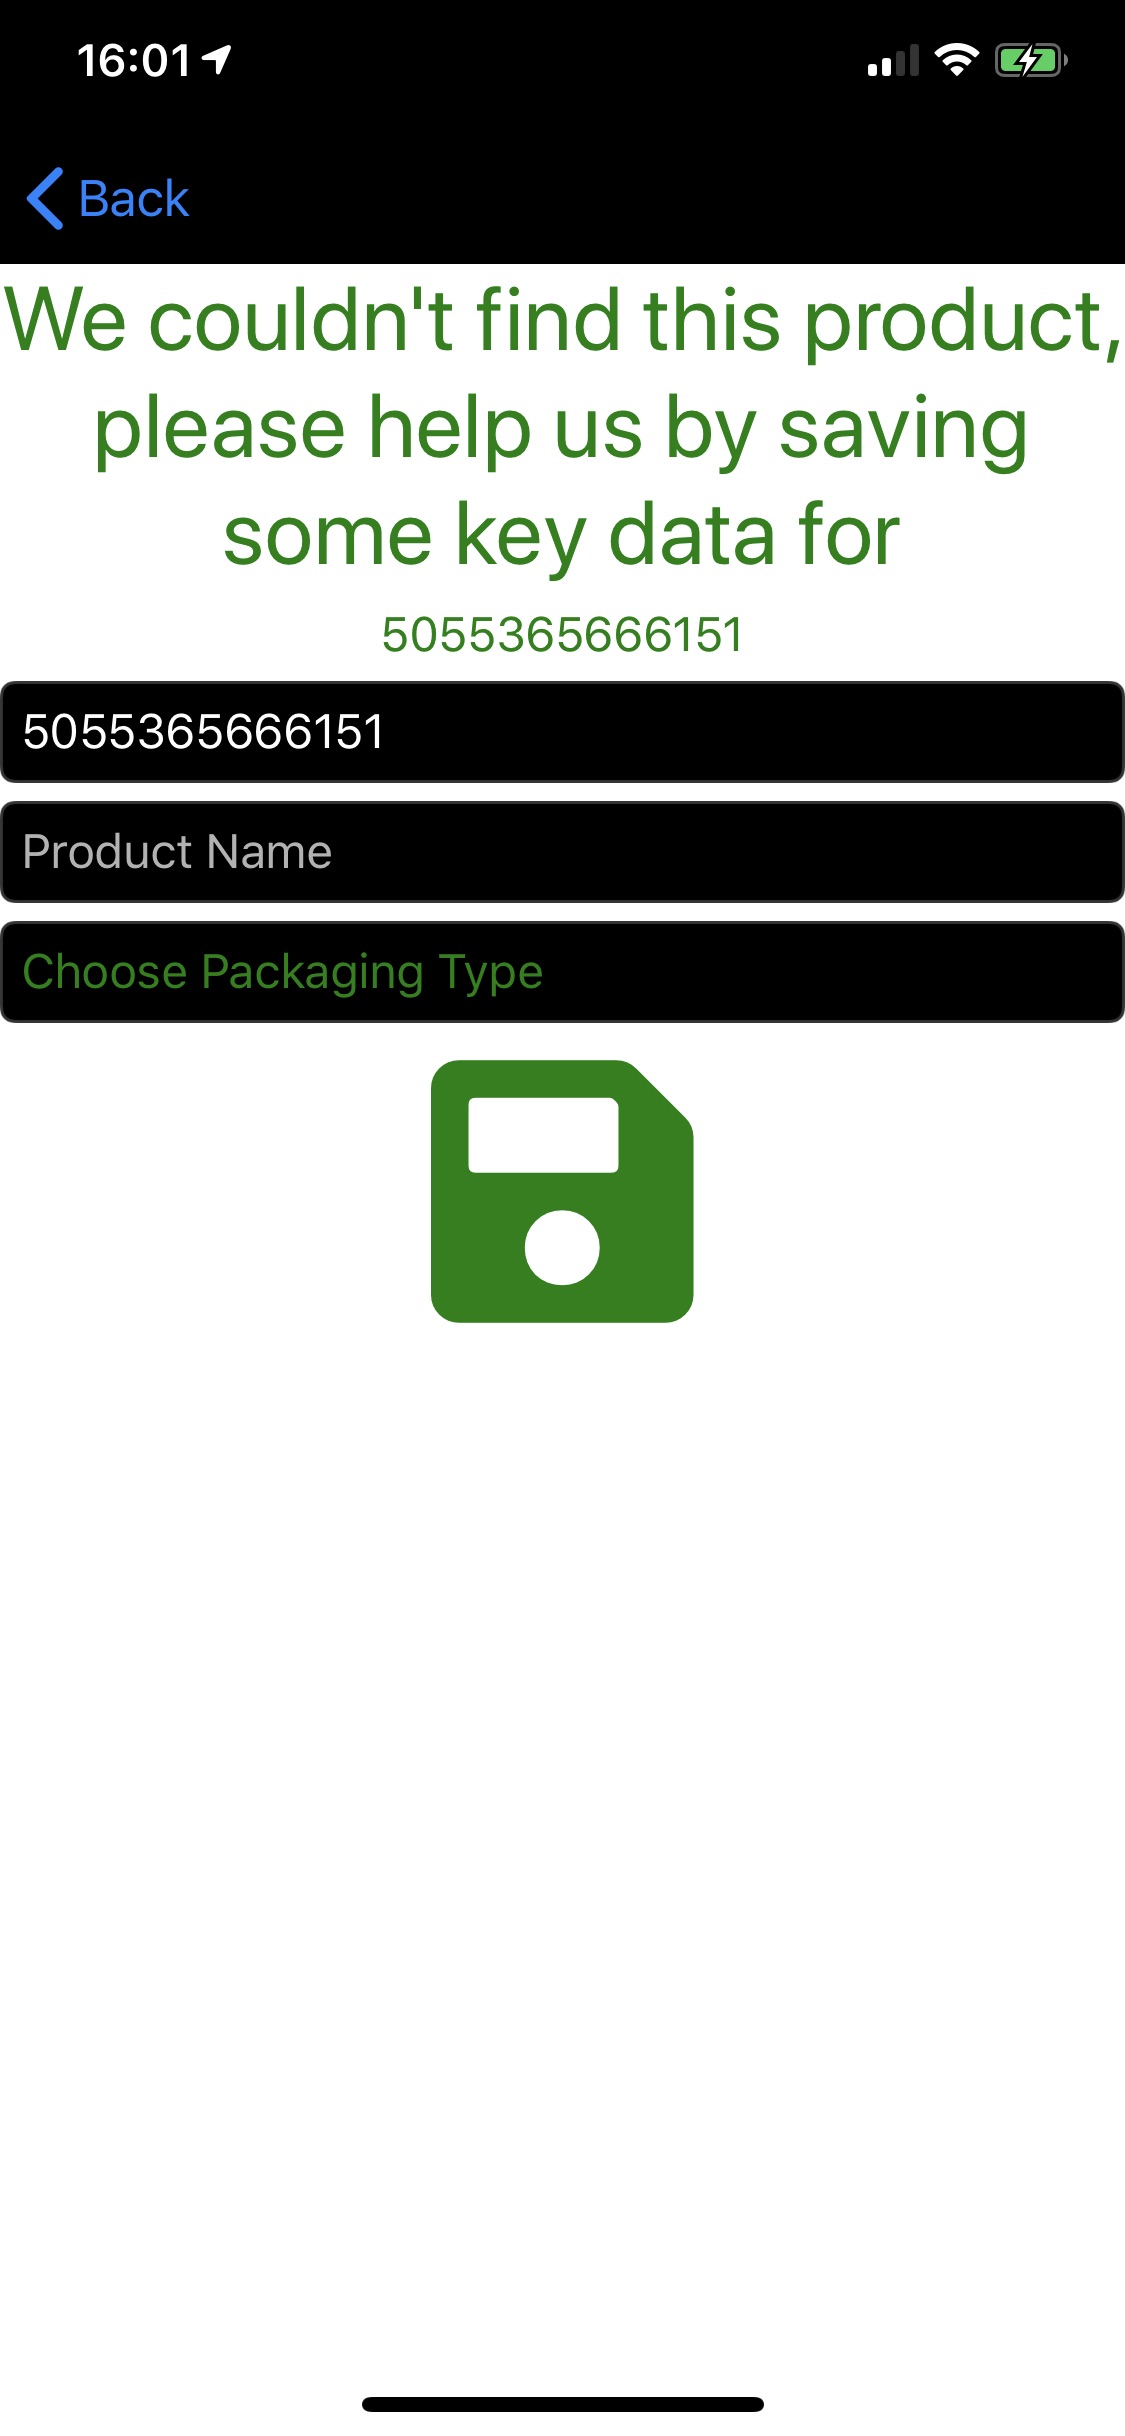 16:01
Back
We couldn't find this product,
please help us by saving
some key data for
5055365666151
5055365666151
Product Name
Choose Packaging Type